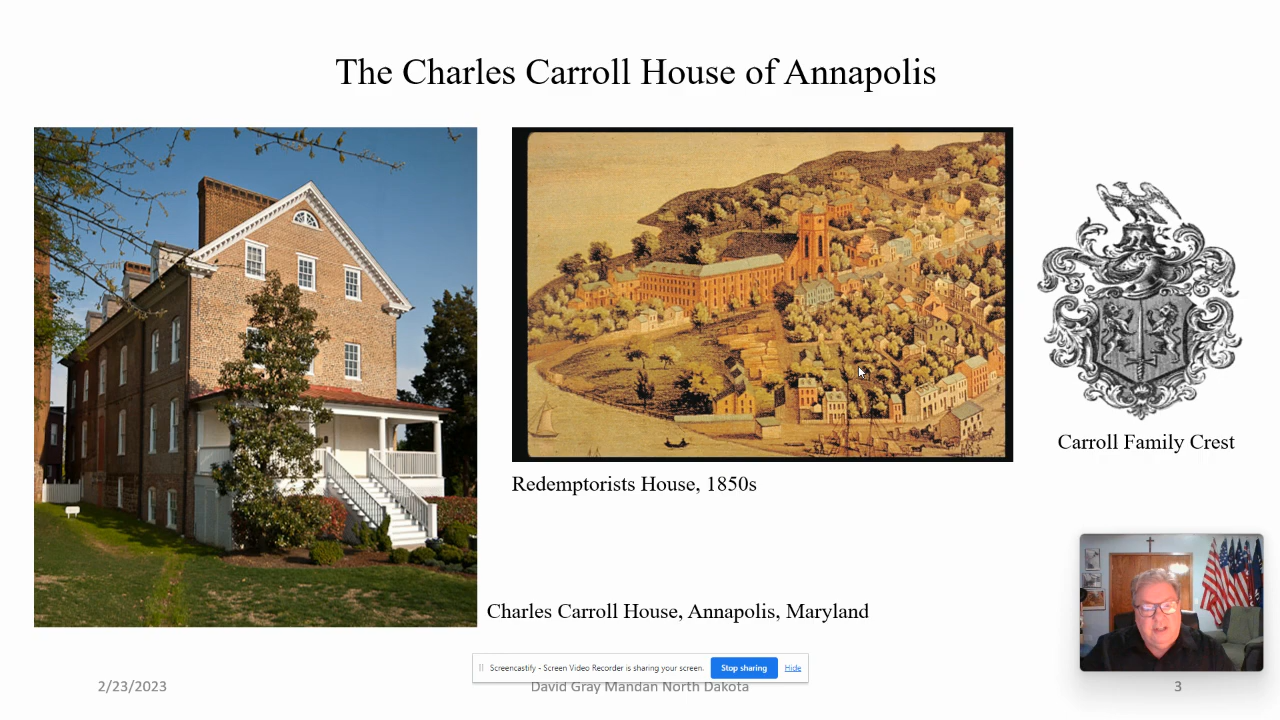 The Charles Carroll House of Annapolis
Redemptorists House, 1850s
Carroll Family Crest
Charles Carroll House, Annapolis, Maryland
Screencastify - Screen Video Recorder is sharing your screen.
Stop sharing
Hide
2/23/2023
David Gray Mandan North Dakota
3